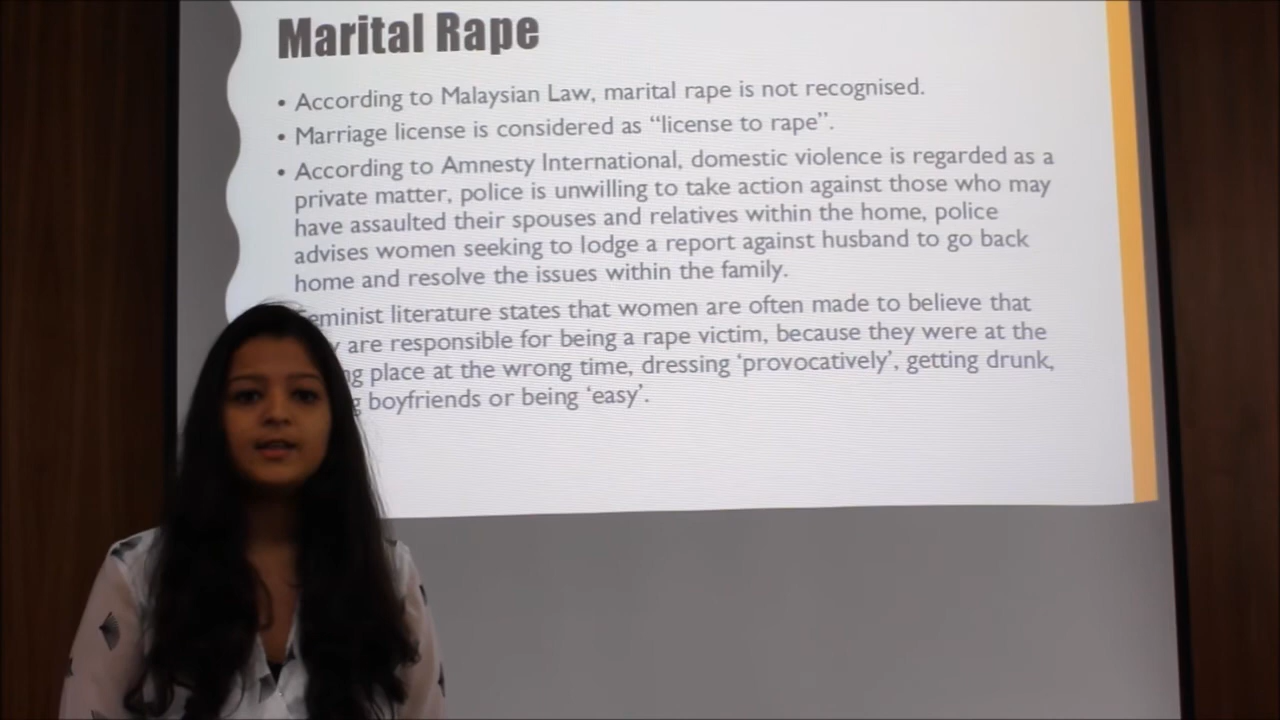 Marital Rape
• According to Malaysian Law, marital rape is not recognised.
• Marriage license is considered as “license to rape”.
• According to Amnesty International, domestic violence is regarded as a
private matter, police is unwilling to take action against those who may
have assaulted their spouses and relatives within the home, police
advises women seeking to lodge a report against husband to go back
home and resolve the issues within the family.
Feminist literature states that women are often made to believe that
are responsible for being a rape victim, because they were at the
place at the wrong time, dressing ‘provocatively’, getting drunk,
boyfriends or being ‘easy’.